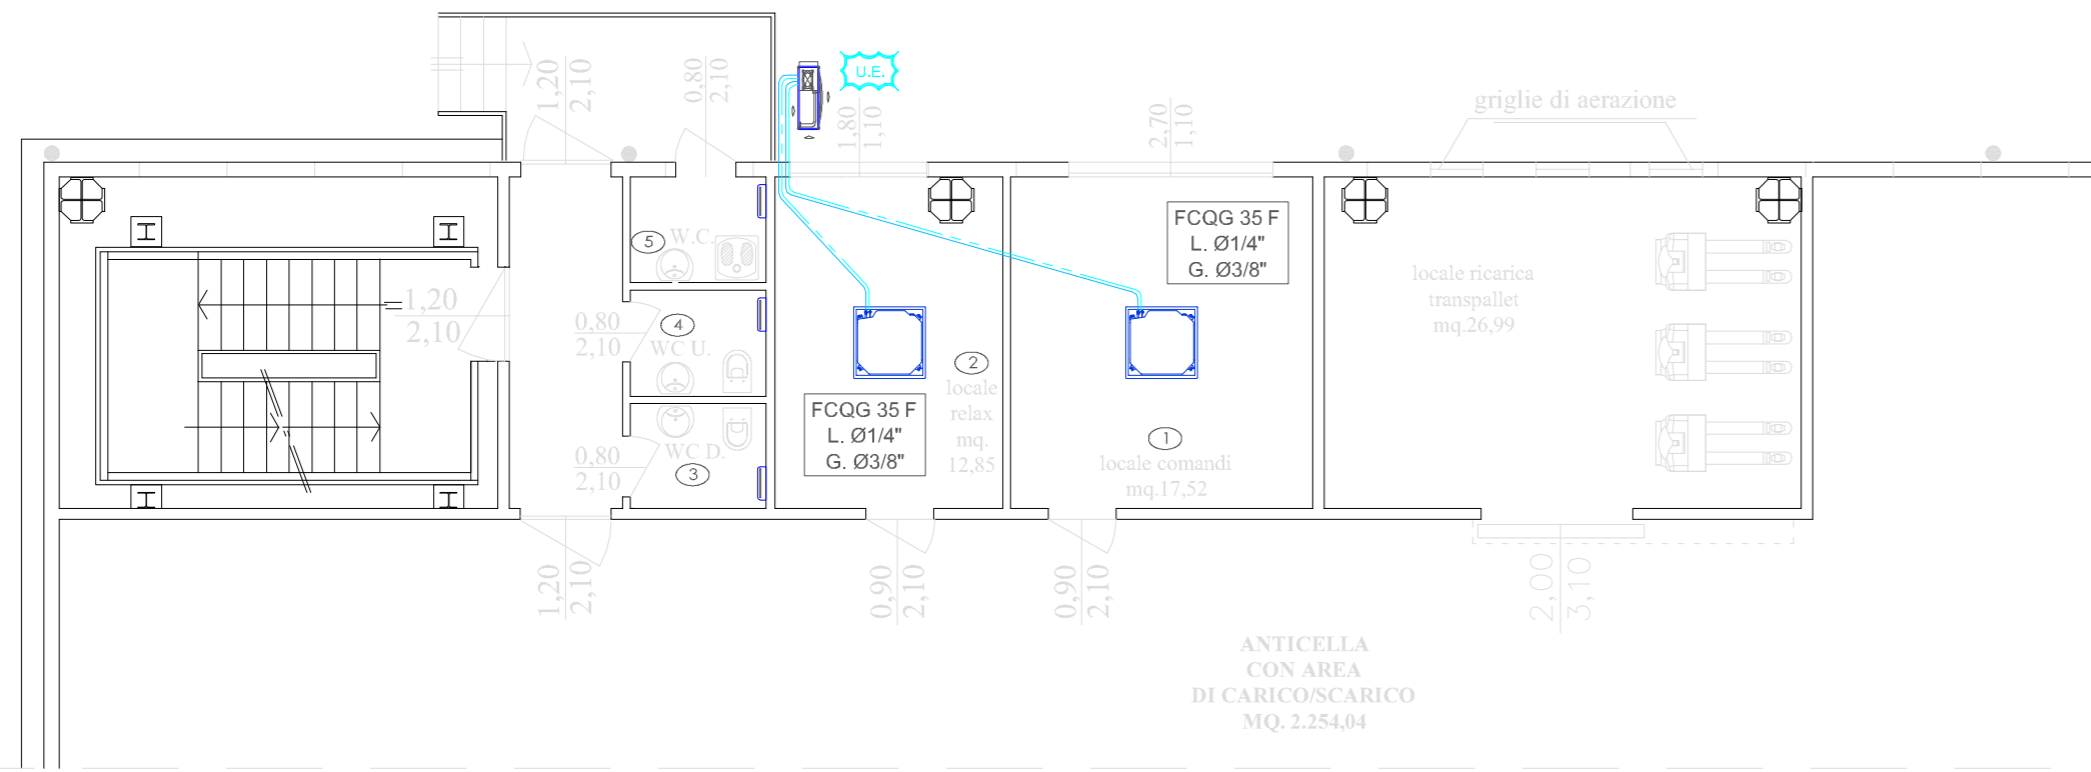 U.E.
griglie di aerazione
1,20
2,10
0,80
2,10
1,80
1,10
2,70
1,10
FCQG 35 F
L. Ø1/4"
G. Ø3/8"
5
W.C.
locale ricarica
transpallet
mq.26,99
1,20
2,10
0,80
2,10
4
WC U.
2
locale
relax
mq.
12,85
FCQG 35 F
L. Ø1/4"
G. Ø3/8"
1
locale comandi
mq.17,52
0,80
2,10
WC D.
3
1,20
2,10
0,90
2,10
0,90
2,10
2,00
3,10
ANTICELLA
CON AREA
DI CARICO/SCARICO
MQ. 2.254,04